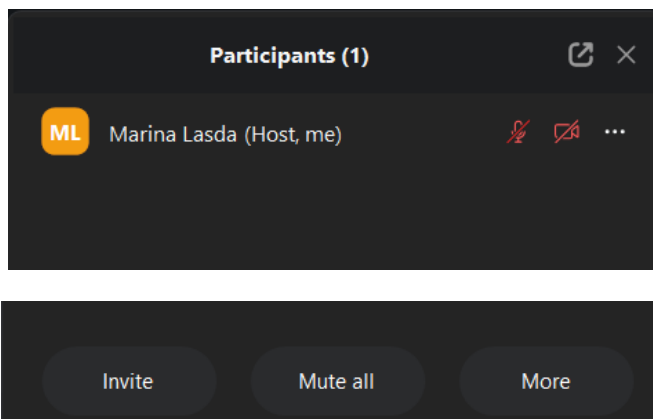 Participants (1)
ML Marina Lasda (Host, me)
Invite Mute all More